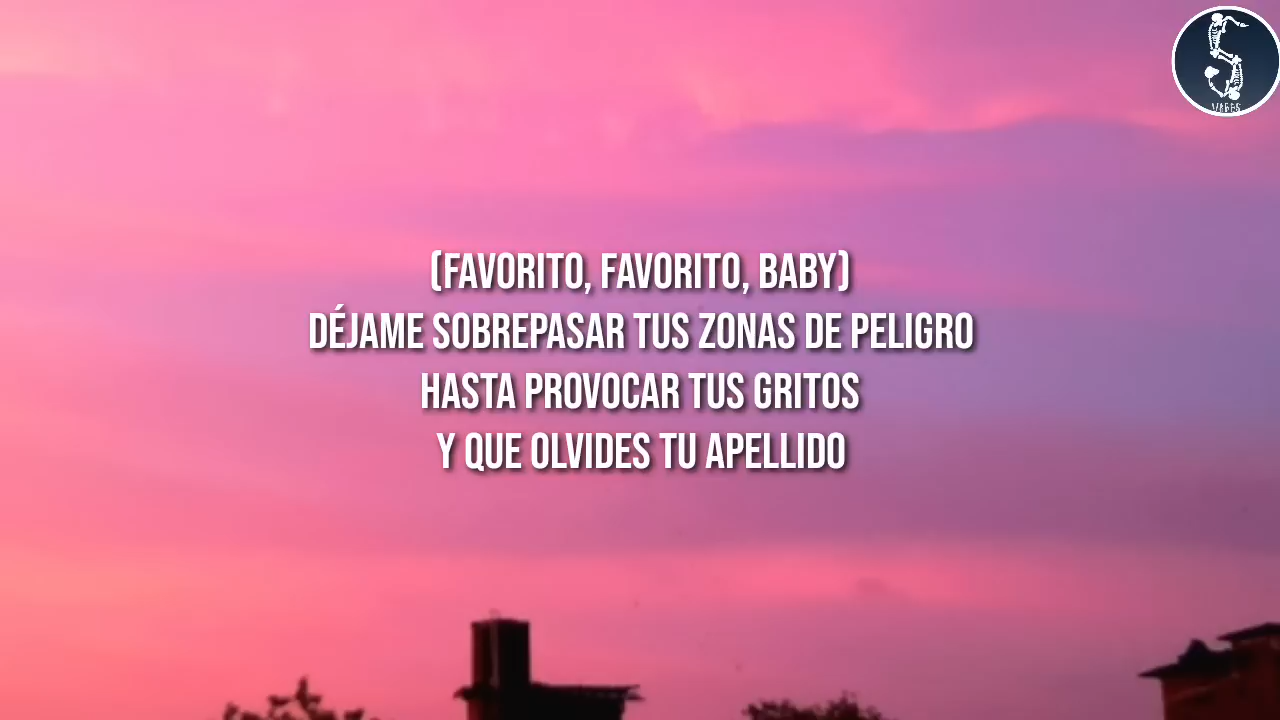 (FAVORITO, FAVORITO, BABY)
DÉJAME SOBREPASAR TUS ZONAS DE PELIGRO
HASTA PROVOCAR TUS GRITOS
Y QUE OLVIDES TU APELLIDO